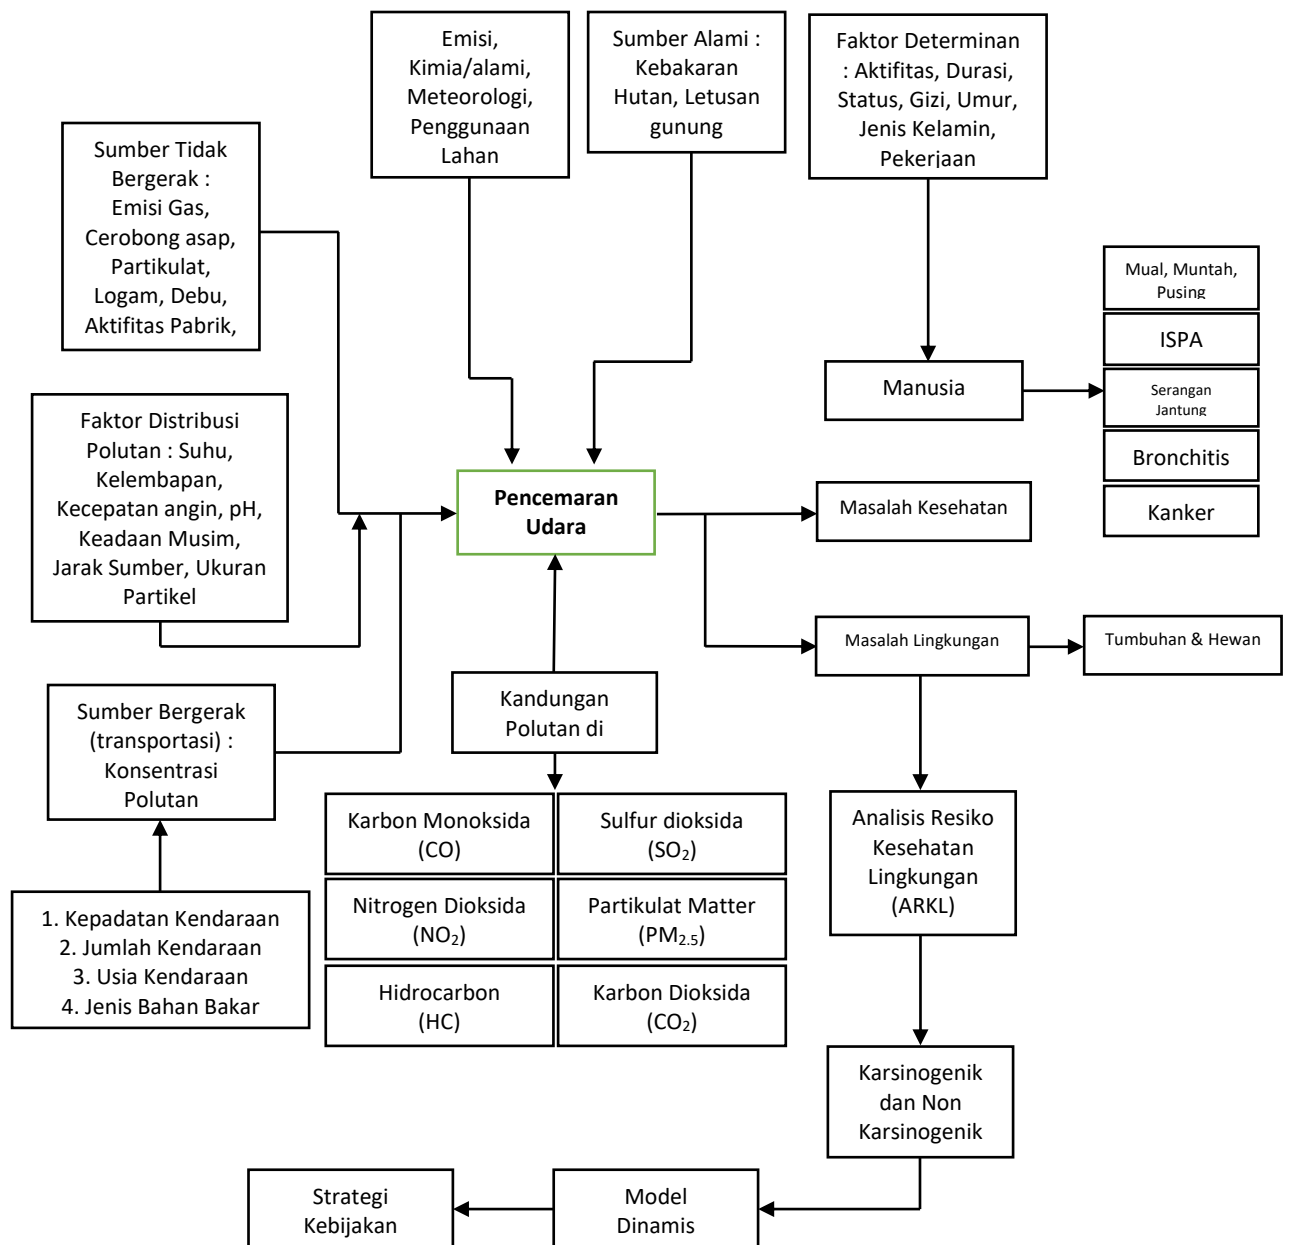 Emisi,
Kimia/alami,
Meteorologi,
Penggunaan
Lahan
Sumber Alami :
Kebakaran
Hutan, Letusan
gunung
Faktor Determinan
: Aktifitas, Durasi,
Status, Gizi, Umur,
Jenis Kelamin,
Pekerjaan
Sumber Tidak
Bergerak :
Emisi Gas,
Cerobong asap,
Partikulat,
Logam, Debu,
Aktifitas Pabrik,
Mual, Muntah,
Pusing
ISPA
Serangan
Jantung
Bronchitis
Kanker
Manusia
Faktor Distribusi
Polutan : Suhu,
Kelembapan,
Kecepatan angin, pH,
Keadaan Musim,
Jarak Sumber, Ukuran
Partikel
Pencemaran
Udara
Masalah Kesehatan
Masalah Lingkungan
Tumbuhan & Hewan
Kandungan
Polutan di
Sumber Bergerak
(transportasi) :
Konsentrasi
Polutan
Karbon Monoksida
(CO)
Sulfur dioksida
(SO₂)
Nitrogen Dioksida
(NO₂)
Partikulat Matter
(PM₂.₅)
Hidrocarbon
(HC)
Karbon Dioksida
(CO₂)
Analisis Resiko
Kesehatan
Lingkungan
(ARKL)
1. Kepadatan Kendaraan
2. Jumlah Kendaraan
3. Usia Kendaraan
4. Jenis Bahan Bakar
Karsinogenik
dan Non
Karsinogenik
Model
Dinamis
Strategi
Kebijakan